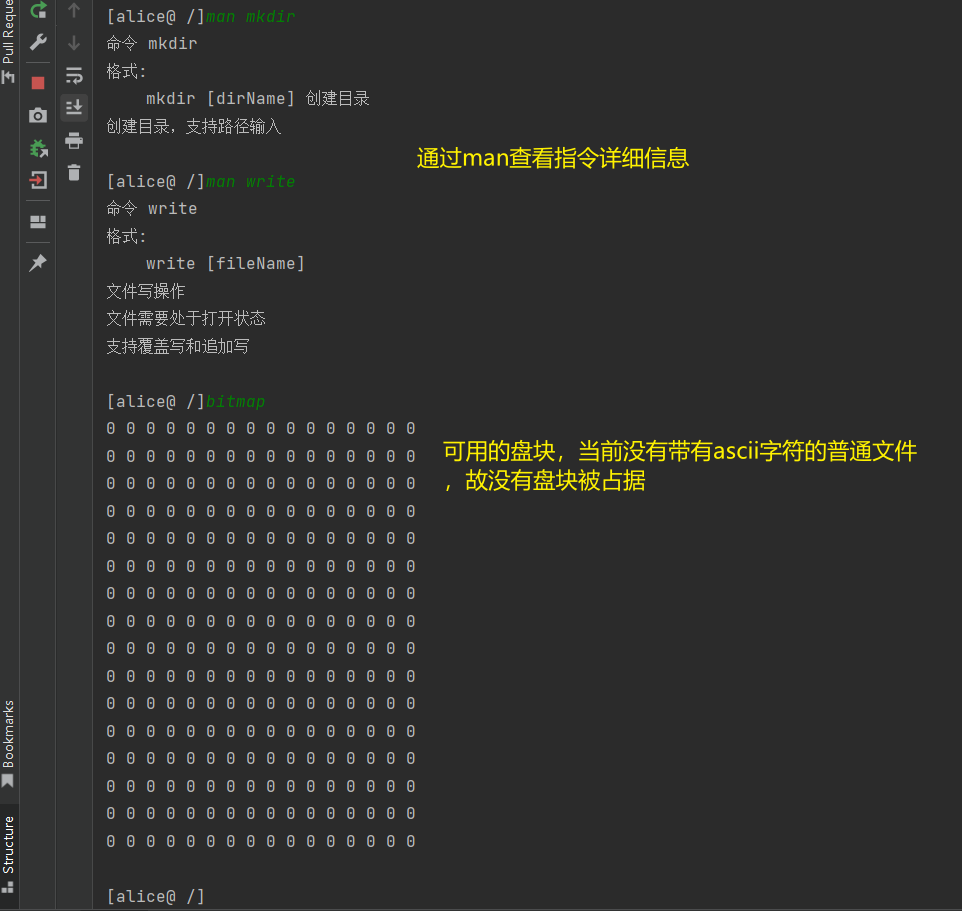 Pull Reque
[alice@ /]man mkdir
命令 mkdir
格式:
mkdir [dirName] 创建目录
创建目录，支持路径输入
通过man查看指令详细信息
[alice@ /]man write
命令 write
格式:
write [fileName]
文件写操作
文件需要处于打开状态
支持覆盖写和追加写
[alice@ /]bitmap
0 0 0 0 0 0 0 0 0 0 0 0 0 0 0 0
0 0 0 0 0 0 0 0 0 0 0 0 0 0 0 0
可用的盘块，当前没有带有ascii字符的普通文件
，故没有盘块被占据
0 0 0 0 0 0 0 0 0 0 0 0 0 0 0 0
0 0 0 0 0 0 0 0 0 0 0 0 0 0 0 0
0 0 0 0 0 0 0 0 0 0 0 0 0 0 0 0
0 0 0 0 0 0 0 0 0 0 0 0 0 0 0 0
0 0 0 0 0 0 0 0 0 0 0 0 0 0 0 0
0 0 0 0 0 0 0 0 0 0 0 0 0 0 0 0
0 0 0 0 0 0 0 0 0 0 0 0 0 0 0 0
0 0 0 0 0 0 0 0 0 0 0 0 0 0 0 0
0 0 0 0 0 0 0 0 0 0 0 0 0 0 0 0
0 0 0 0 0 0 0 0 0 0 0 0 0 0 0 0
0 0 0 0 0 0 0 0 0 0 0 0 0 0 0 0
0 0 0 0 0 0 0 0 0 0 0 0 0 0 0 0
0 0 0 0 0 0 0 0 0 0 0 0 0 0 0 0
0 0 0 0 0 0 0 0 0 0 0 0 0 0 0 0
[alice@ /]
Bookmarks
Structure